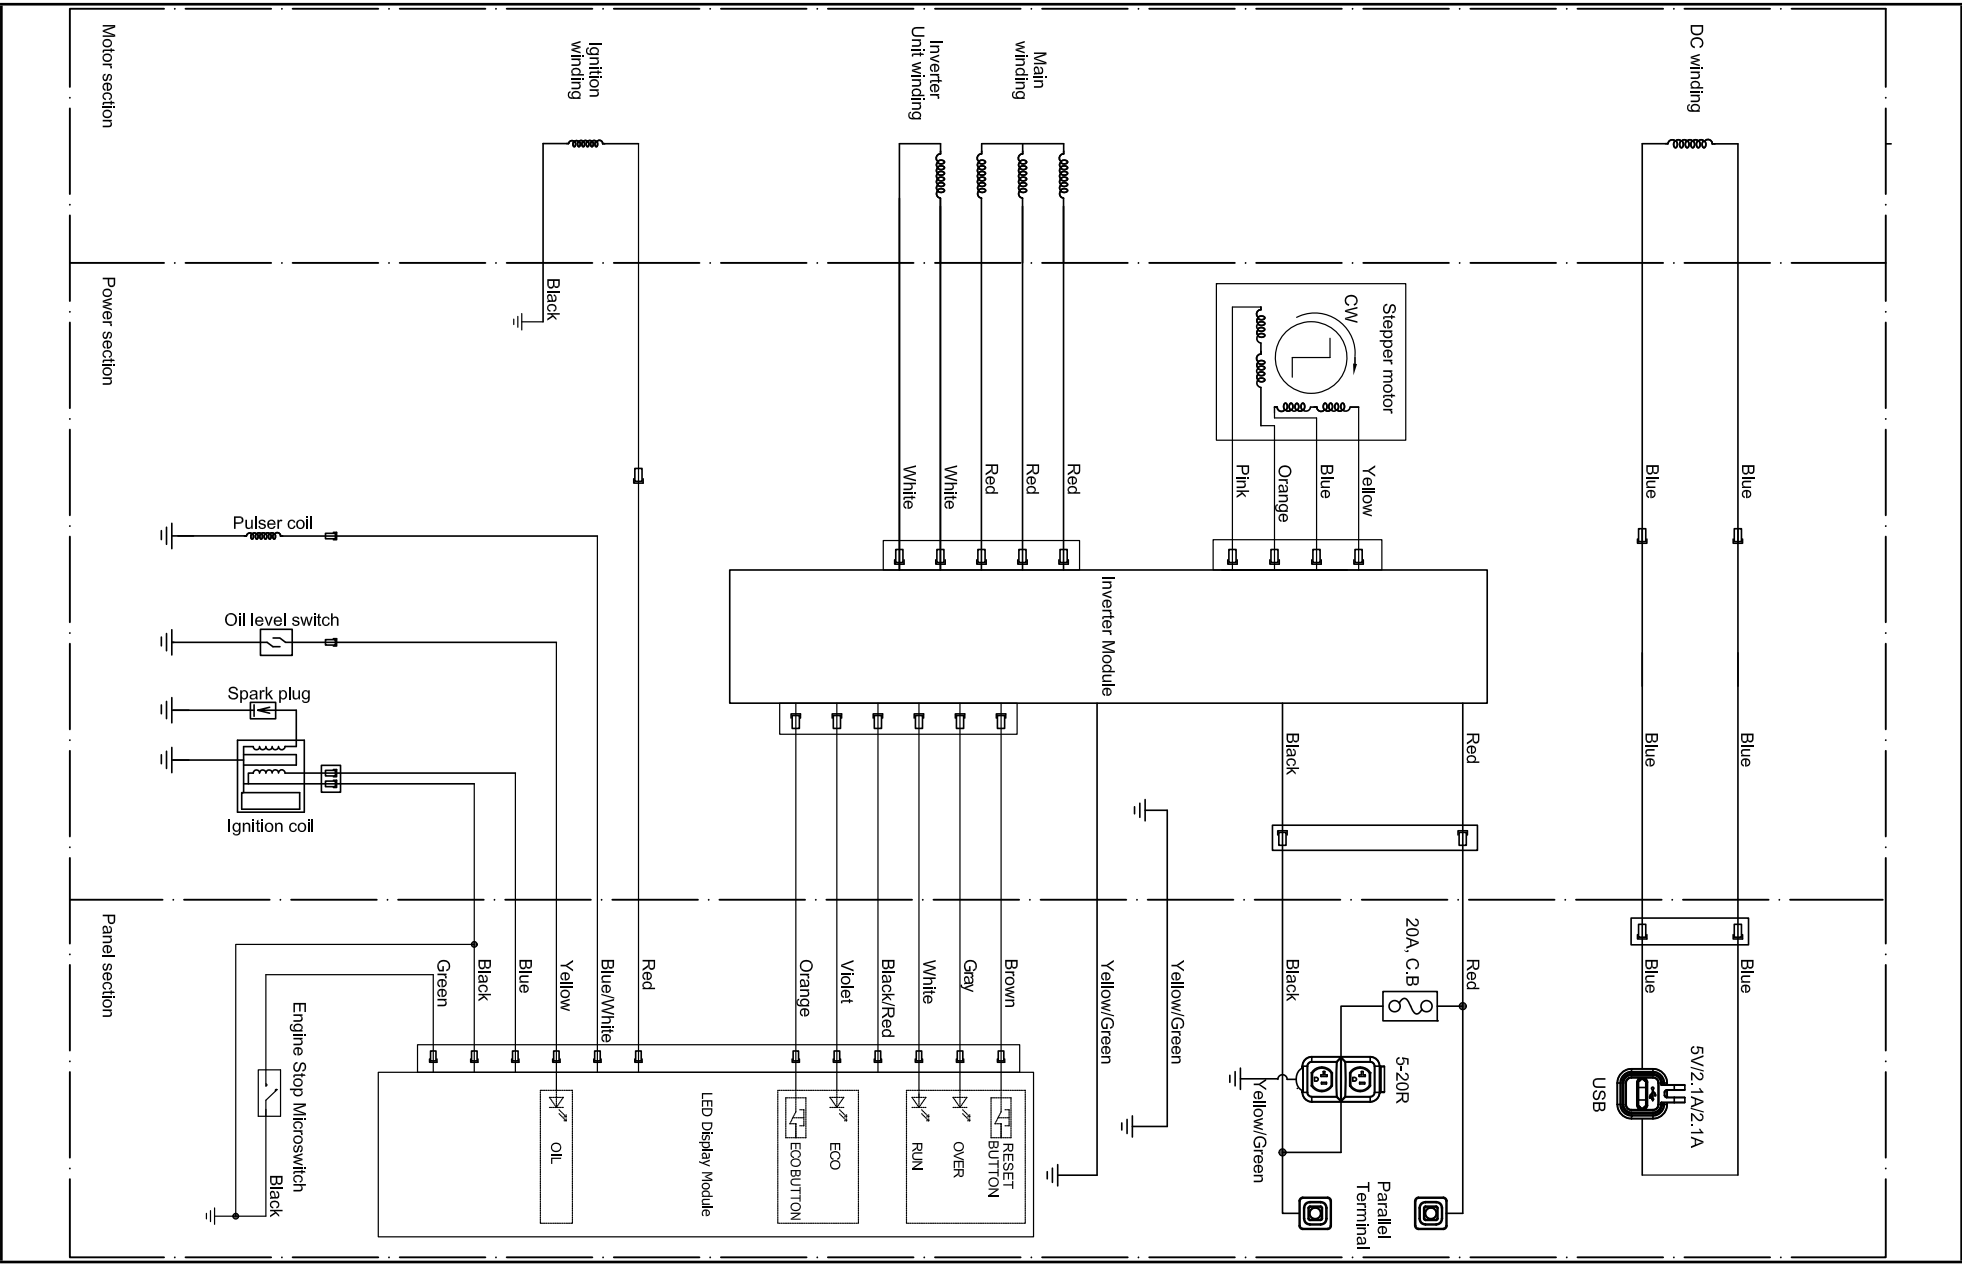 Motor section
Ignition
winding
Inverter
Unit winding
Main
winding
DC winding
Power section
Black
Stepper motor
CW
White
White
Red
Red
Red
Pink
Orange
Blue
Yellow
Blue
Blue
Pulser coil
Oil level switch
Spark plug
Ignition coil
Inverter Module
Black
Red
Blue
Blue
Panel section
Green
Black
Blue
Yellow
Blue/White
Red
Orange
Violet
Black/Red
White
Gray
Brown
Yellow/Green
Yellow/Green
Black
20A, C.B
Red
Blue
Blue
Engine Stop Microswitch
Black
OIL
LED Display Module
ECO BUTTON
ECO
RUN
OVER
RESET
BUTTON
5-20R
Yellow/Green
Parallel
Terminal
5V/2.1A/2.1A
USB